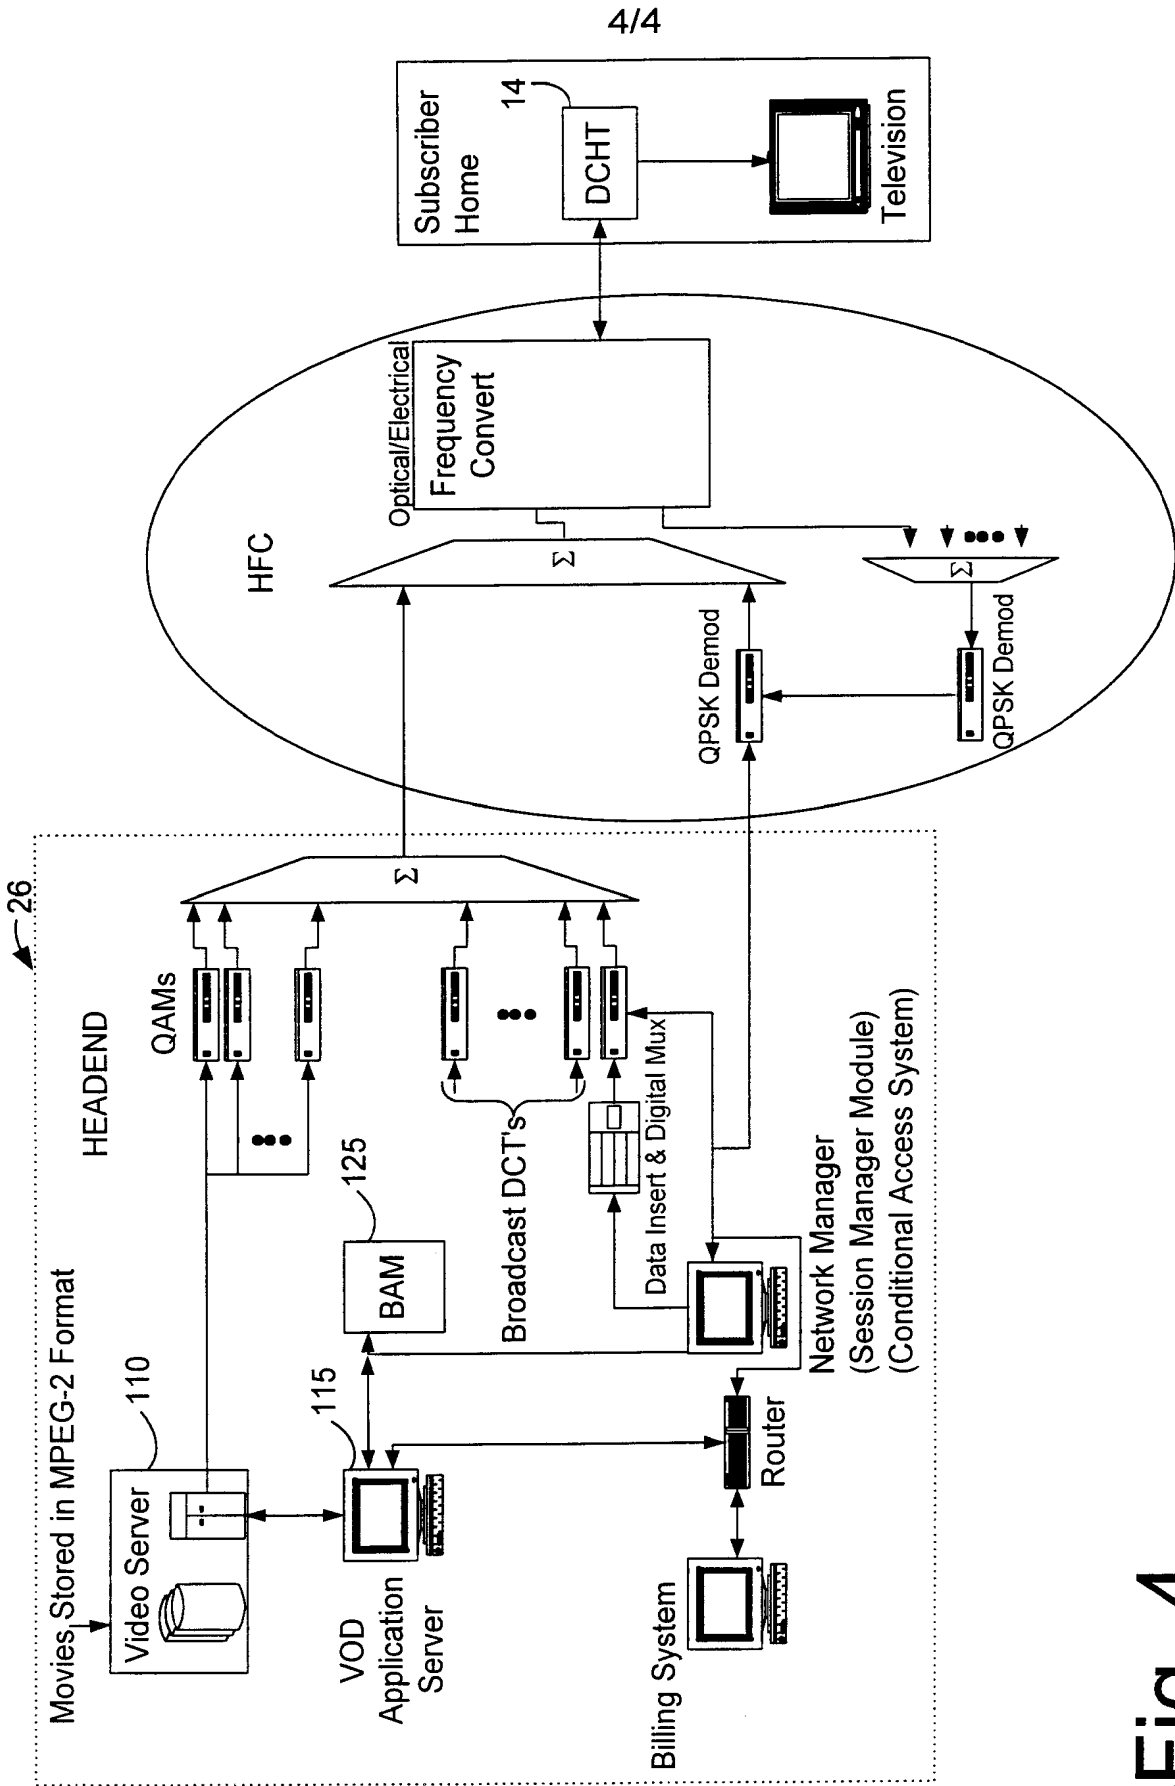 4/4
26
HEADEND
Movies Stored in MPEG-2 Format
Video Server
110
QAMs
VOD
Application
Server
115
BAM
125
Broadcast DCT's
Data Insert & Digital Mux
Σ
Billing System
Router
Network Manager
(Session Manager Module)
(Conditional Access System)
HFC
Σ
Optical/Electrical
Frequency
Convert
QPSK Demod
Σ
QPSK Demod
Subscriber
Home
14
DCHT
Television
Fig. 4